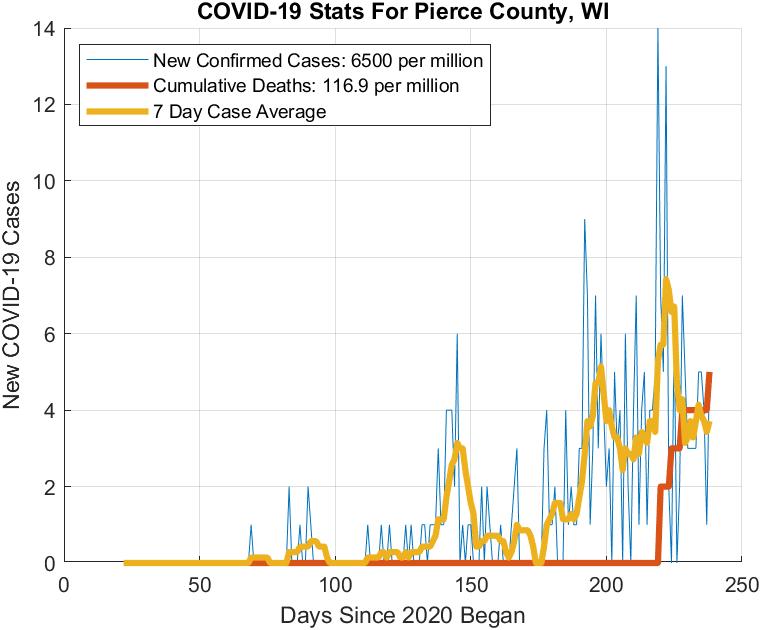 COVID-19 Stats For Pierce County, WI
New Confirmed Cases: 6500 per million
Cumulative Deaths: 116.9 per million
7 Day Case Average
New COVID-19 Cases
14
12
10
8
6
4
2
0
0 50 100 150 200 250
Days Since 2020 Began